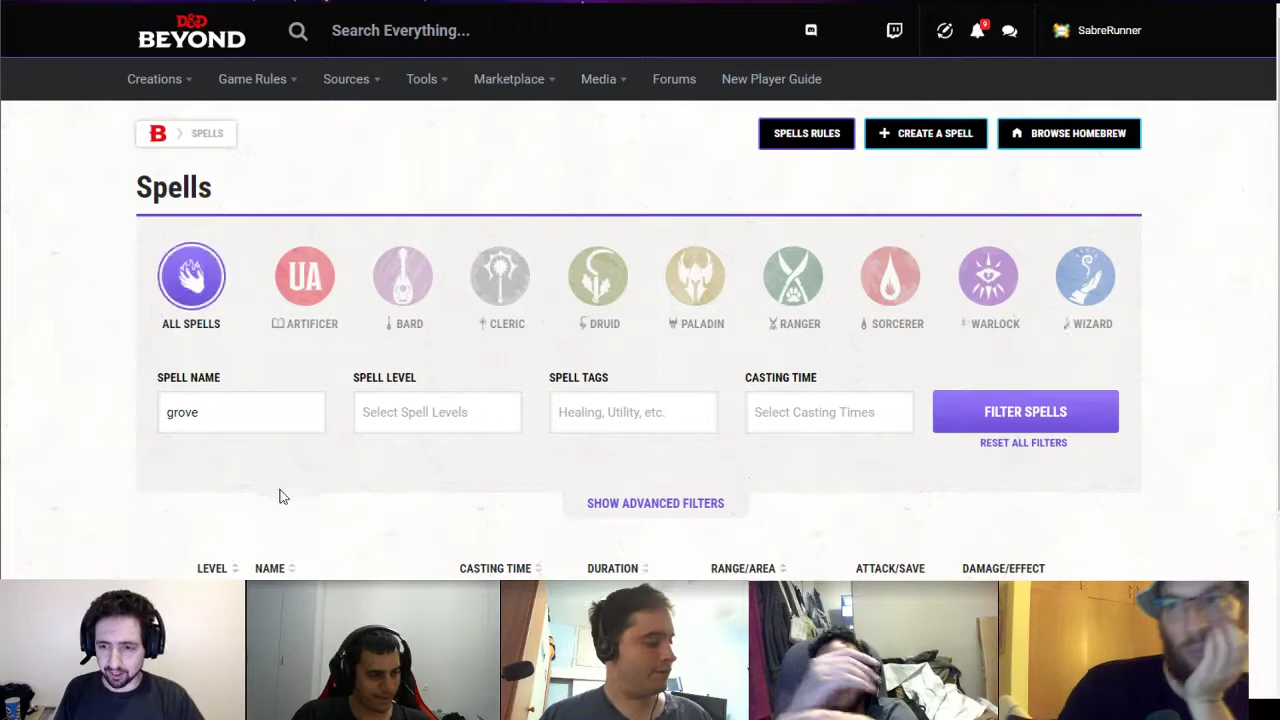 D&D
BEYOND
Search Everything...
9
SabreRunner
Creations
Game Rules
Sources
Tools
Marketplace
Media
Forums
New Player Guide
B
SPELLS
SPELLS RULES
+ CREATE A SPELL
BROWSE HOMEBREW
Spells
UA
ALL SPELLS
ARTIFICER
BARD
CLERIC
DRUID
PALADIN
RANGER
SORCERER
WARLOCK
WIZARD
SPELL NAME
SPELL LEVEL
SPELL TAGS
CASTING TIME
grove
Select Spell Levels
Healing, Utility, etc.
Select Casting Times
FILTER SPELLS
RESET ALL FILTERS
SHOW ADVANCED FILTERS
LEVEL
NAME
CASTING TIME
DURATION
RANGE/AREA
ATTACK/SAVE
DAMAGE/EFFECT